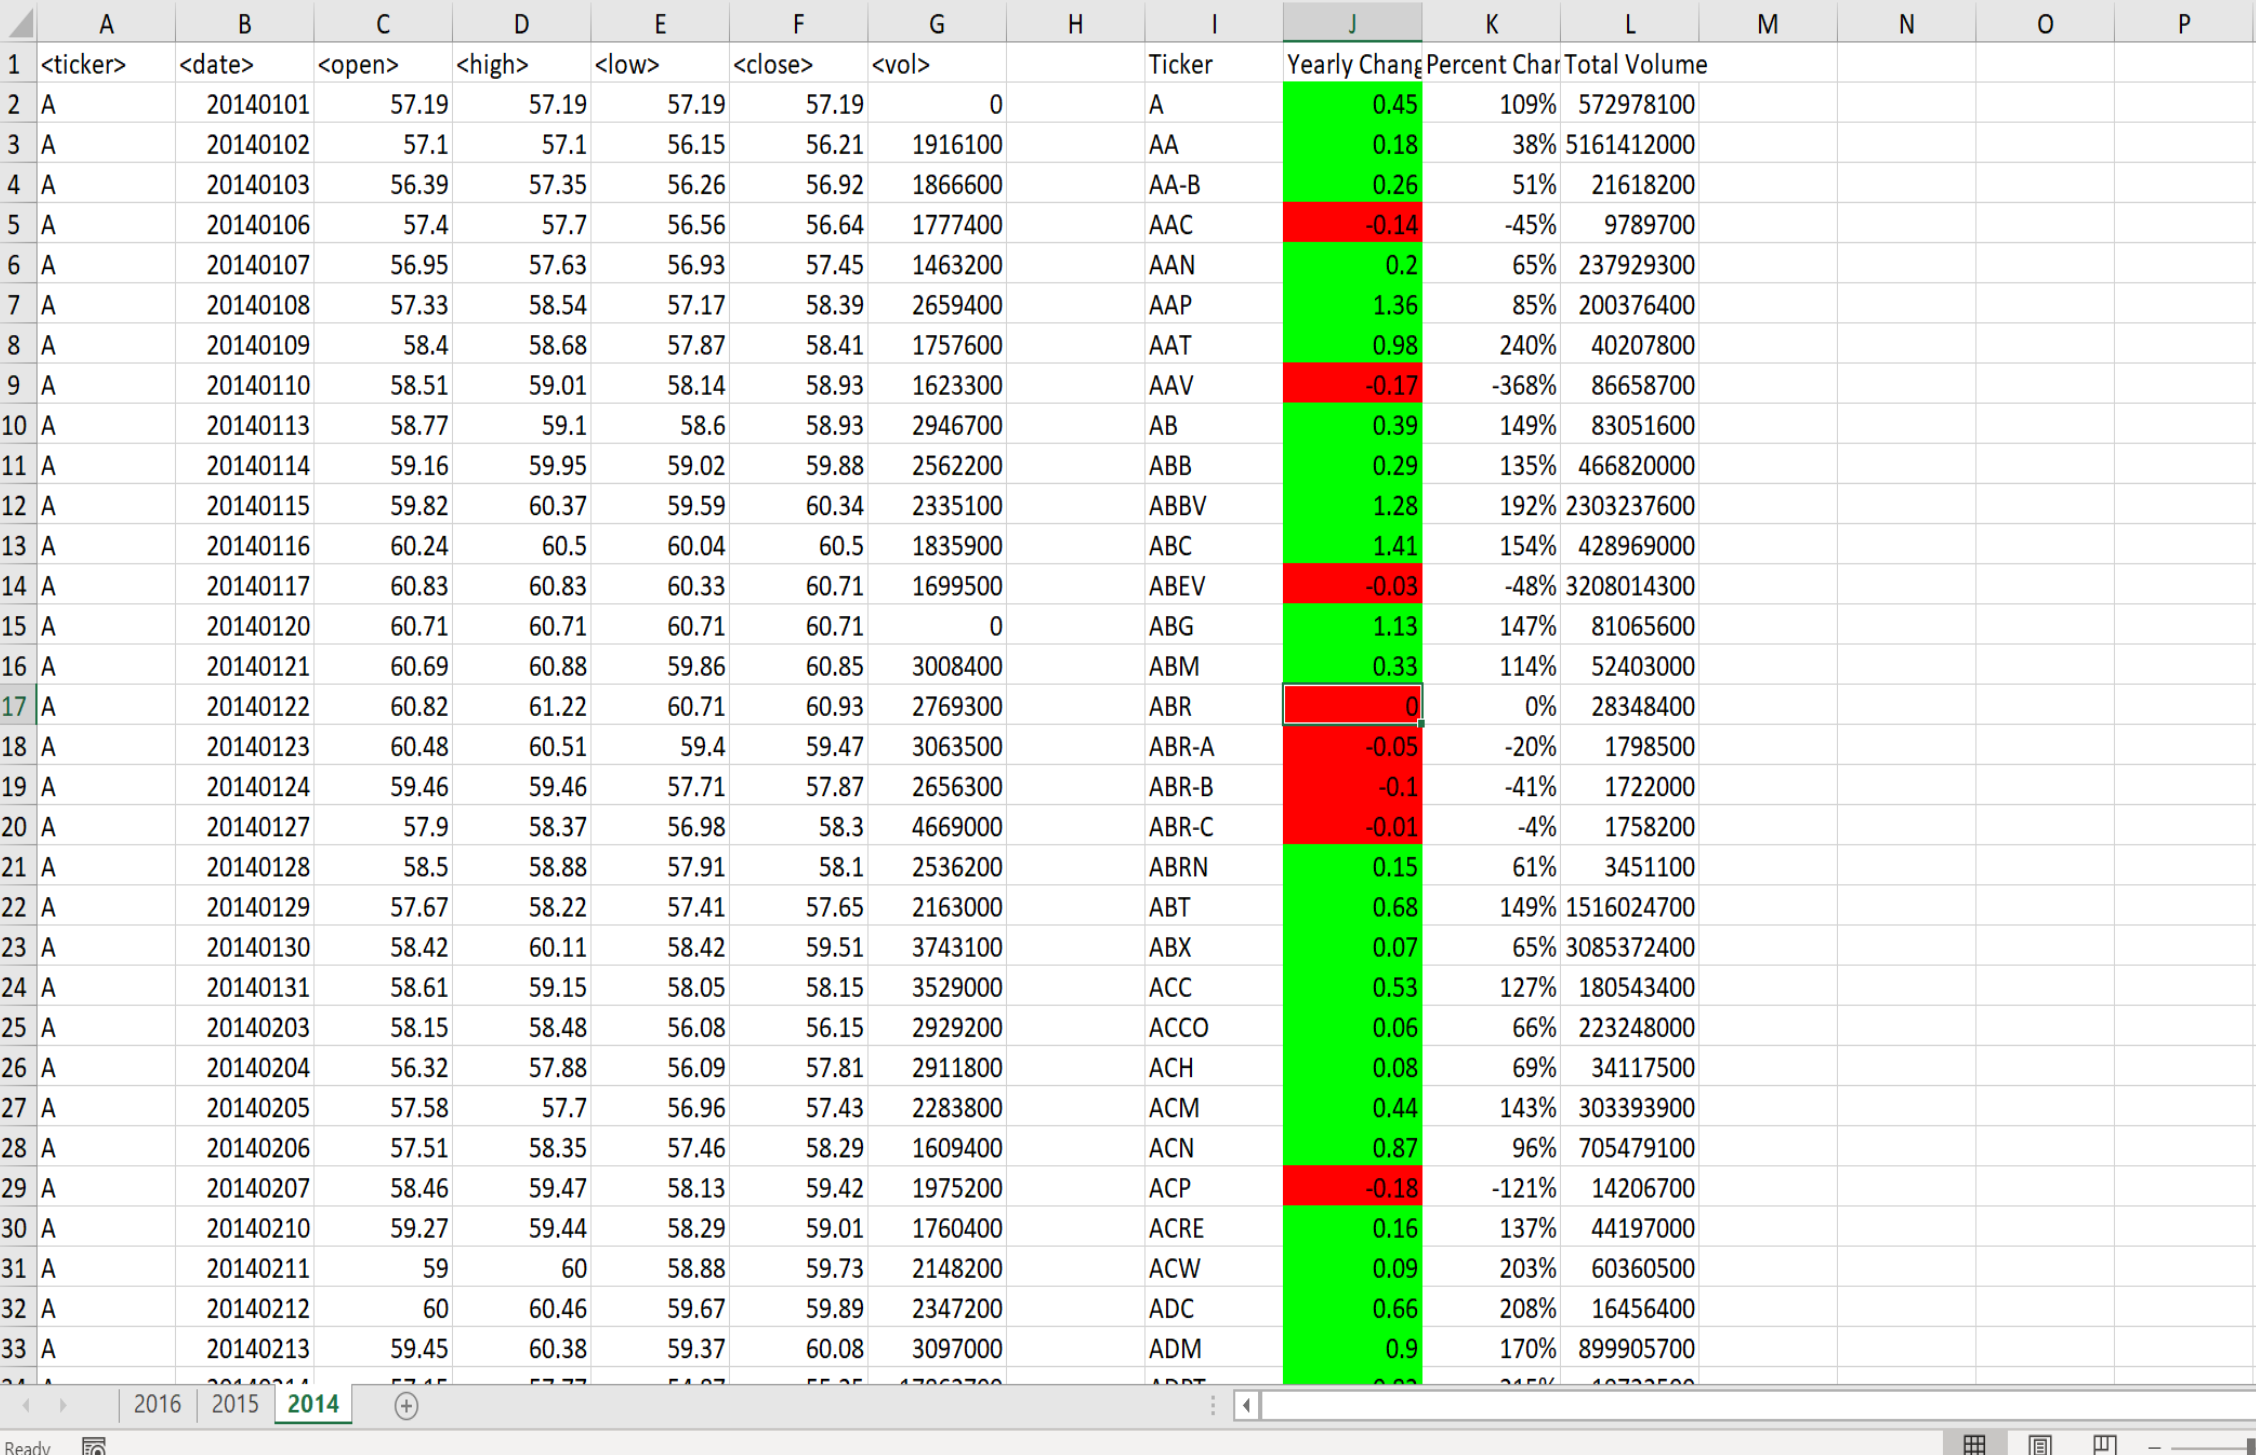 A B C D E F G H I J K L M N O P
1 <ticker> <date> <open> <high> <low> <close> <vol> Ticker Yearly Chang Percent Char Total Volume
2 A 20140101 57.19 57.19 57.19 57.19 0 A 0.45 109% 572978100
3 A 20140102 57.1 57.1 56.15 56.21 1916100 AA 0.18 38% 5161412000
4 A 20140103 56.39 57.35 56.26 56.92 1866600 AA-B 0.26 51% 21618200
5 A 20140106 57.4 57.7 56.56 56.64 1777400 AAC -0.14 -45% 9789700
6 A 20140107 56.95 57.63 56.93 57.45 1463200 AAN 0.2 65% 237929300
7 A 20140108 57.33 58.54 57.17 58.39 2659400 AAP 1.36 85% 200376400
8 A 20140109 58.4 58.68 57.87 58.41 1757600 AAT 0.98 240% 40207800
9 A 20140110 58.51 59.01 58.14 58.93 1623300 AAV -0.17 -368% 86658700
10 A 20140113 58.77 59.1 58.6 58.93 2946700 AB 0.39 149% 83051600
11 A 20140114 59.16 59.95 59.02 59.88 2562200 ABB 0.29 135% 466820000
12 A 20140115 59.82 60.37 59.59 60.34 2335100 ABBV 1.28 192% 2303237600
13 A 20140116 60.24 60.5 60.04 60.5 1835900 ABC 1.41 154% 428969000
14 A 20140117 60.83 60.83 60.33 60.71 1699500 ABEV -0.03 -48% 3208014300
15 A 20140120 60.71 60.71 60.71 60.71 0 ABG 1.13 147% 81065600
16 A 20140121 60.69 60.88 59.86 60.85 3008400 ABM 0.33 114% 52403000
17 A 20140122 60.82 61.22 60.71 60.93 2769300 ABR 0 0% 28348400
18 A 20140123 60.48 60.51 59.4 59.47 3063500 ABR-A -0.05 -20% 1798500
19 A 20140124 59.46 59.46 57.71 57.87 2656300 ABR-B -0.1 -41% 1722000
20 A 20140127 57.9 58.37 56.98 58.3 4669000 ABR-C -0.01 -4% 1758200
21 A 20140128 58.5 58.88 57.91 58.1 2536200 ABRN 0.15 61% 3451100
22 A 20140129 57.67 58.22 57.41 57.65 2163000 ABT 0.68 149% 1516024700
23 A 20140130 58.42 60.11 58.42 59.51 3743100 ABX 0.07 65% 3085372400
24 A 20140131 58.61 59.15 58.05 58.15 3529000 ACC 0.53 127% 180543400
25 A 20140203 58.15 58.48 56.08 56.15 2929200 ACCO 0.06 66% 223248000
26 A 20140204 56.32 57.88 56.09 57.81 2911800 ACH 0.08 69% 34117500
27 A 20140205 57.58 57.7 56.96 57.43 2283800 ACM 0.44 143% 303393900
28 A 20140206 57.51 58.35 57.46 58.29 1609400 ACN 0.87 96% 705479100
29 A 20140207 58.46 59.47 58.13 59.42 1975200 ACP -0.18 -121% 14206700
30 A 20140210 59.27 59.44 58.29 59.01 1760400 ACRE 0.16 137% 44197000
31 A 20140211 59 60 58.88 59.73 2148200 ACW 0.09 203% 60360500
32 A 20140212 60 60.46 59.67 59.89 2347200 ADC 0.66 208% 16456400
33 A 20140213 59.45 60.38 59.37 60.08 3097000 ADM 0.9 170% 899905700
2016 2015 2014
Ready